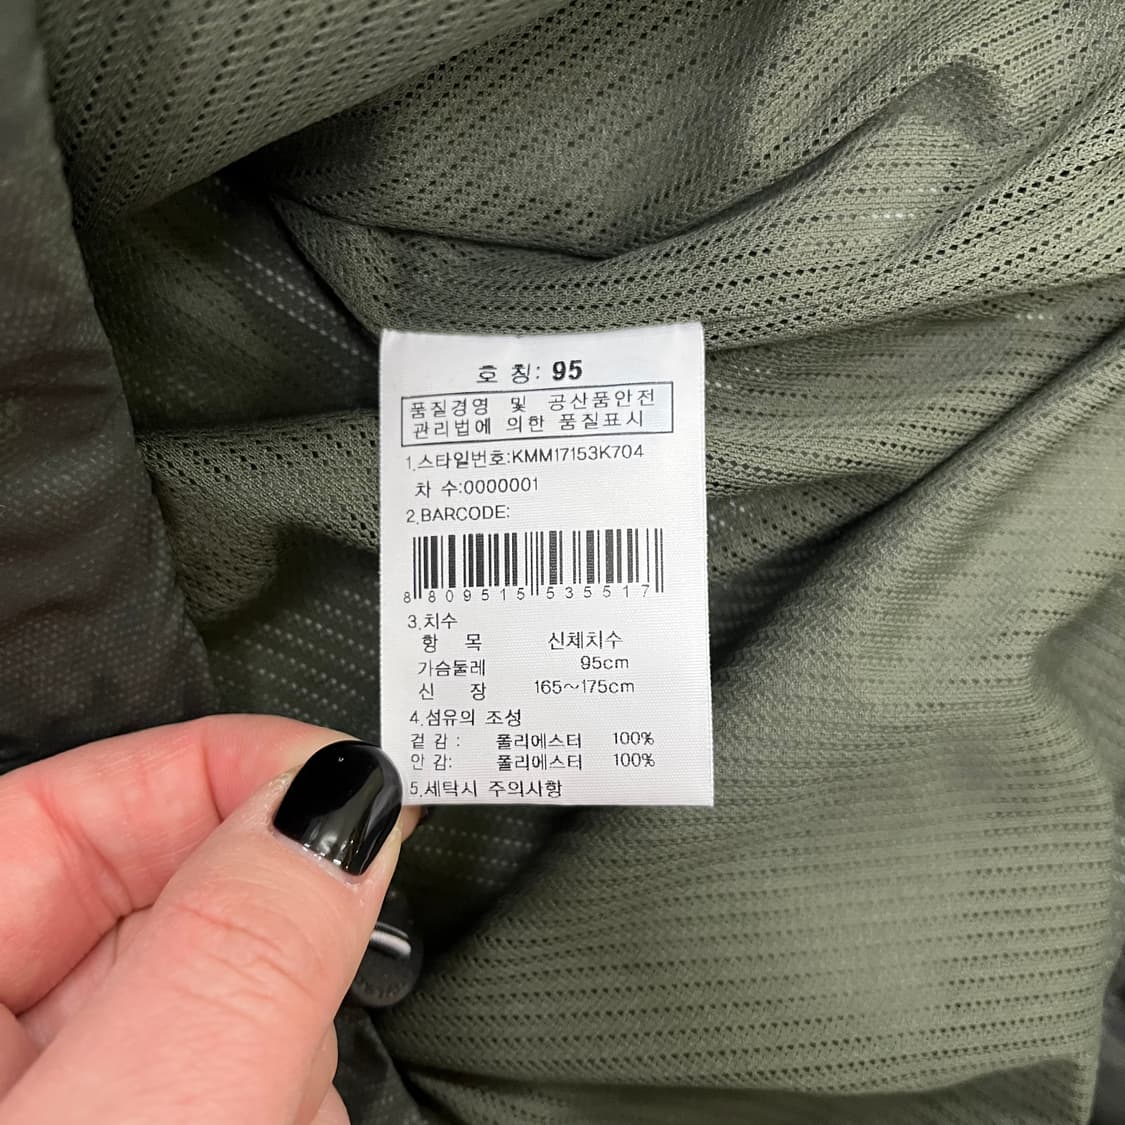 호 칭: 95
품질경영 및 공산품안전
관리법에 의한 품질표시
1.스타일번호:KMM17153K704
차 수:0000001
2.BARCODE:
8 809515 535517
3.치수
항 목 신체치수
가슴둘레 95cm
신 장 165~175cm
4.섬유의 조성
겉감: 폴리에스터 100%
안감: 폴리에스터 100%
5.세탁시 주의사항